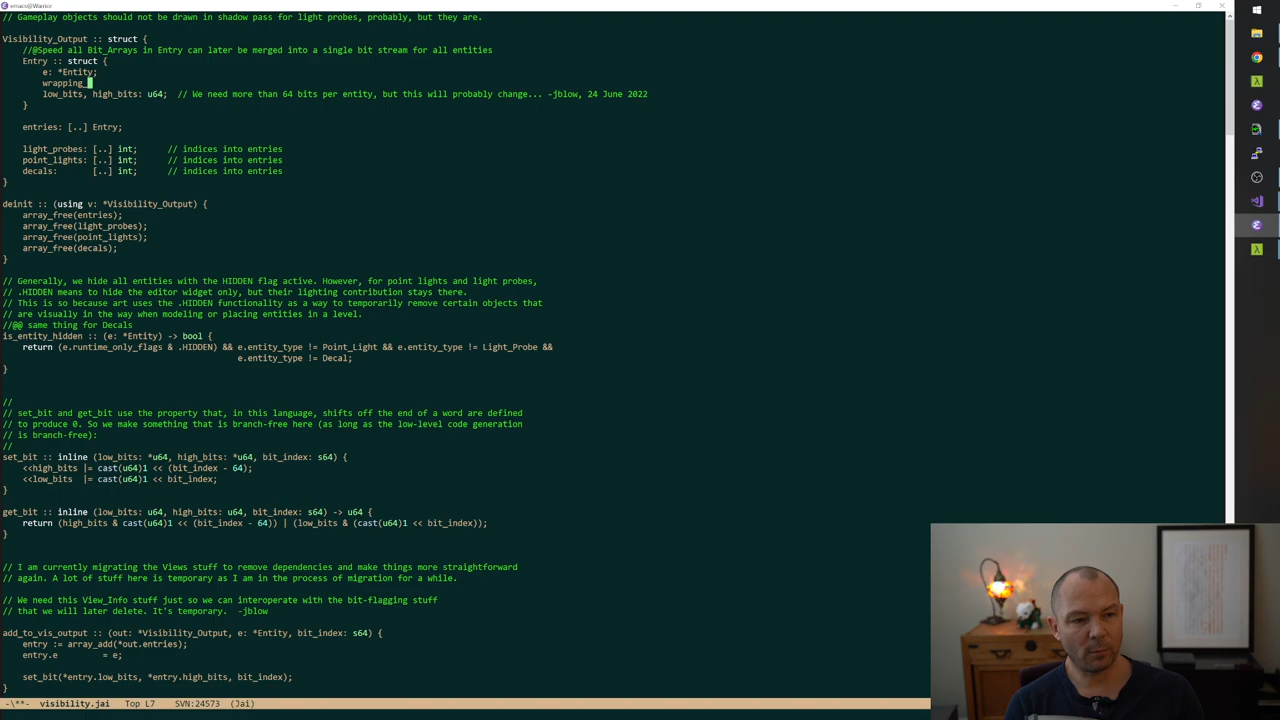 emacs@Warrior
// Gameplay objects should not be drawn in shadow pass for light probes, probably, but they are.
Visibility_Output :: struct {
//@Speed all Bit_Arrays in Entry can later be merged into a single bit stream for all entities
Entry :: struct {
e: *Entity;
wrapping_
low_bits, high_bits: u64;  // We need more than 64 bits per entity, but this will probably change... -jblow, 24 June 2022
}
entries: [..] Entry;
light_probes: [..] int;      // indices into entries
point_lights: [..] int;      // indices into entries
decals:       [..] int;      // indices into entries
}
deinit :: (using v: *Visibility_Output) {
array_free(entries);
array_free(light_probes);
array_free(point_lights);
array_free(decals);
}
// Generally, we hide all entities with the HIDDEN flag active. However, for point lights and light probes,
// .HIDDEN means to hide the editor widget only, but their lighting contribution stays there.
// This is so because art uses the .HIDDEN functionality as a way to temporarily remove certain objects that
// are visually in the way when modeling or placing entities in a level.
//@@ same thing for Decals
is_entity_hidden :: (e: *Entity) -> bool {
return (e.runtime_only_flags & .HIDDEN) && e.entity_type != Point_Light && e.entity_type != Light_Probe &&
e.entity_type != Decal;
}
//
// set_bit and get_bit use the property that, in this language, shifts off the end of a word are defined
// to produce 0. So we make something that is branch-free here (as long as the low-level code generation
// is branch-free):
//
set_bit :: inline (low_bits: *u64, high_bits: *u64, bit_index: s64) {
<<high_bits |= cast(u64)1 << (bit_index - 64);
<<low_bits  |= cast(u64)1 << bit_index;
}
get_bit :: inline (low_bits: u64, high_bits: u64, bit_index: s64) -> u64 {
return (high_bits & cast(u64)1 << (bit_index - 64)) | (low_bits & (cast(u64)1 << bit_index));
}
// I am currently migrating the Views stuff to remove dependencies and make things more straightforward
// again. A lot of stuff here is temporary as I am in the process of migration for a while.
// We need this View_Info stuff just so we can interoperate with the bit-flagging stuff
// that we will later delete. It's temporary.  -jblow
add_to_vis_output :: (out: *Visibility_Output, e: *Entity, bit_index: s64) {
entry := array_add(*out.entries);
entry.e         = e;
set_bit(*entry.low_bits, *entry.high_bits, bit_index);
}
-\**-  visibility.jai   Top L7   SVN:24573  (Jai)